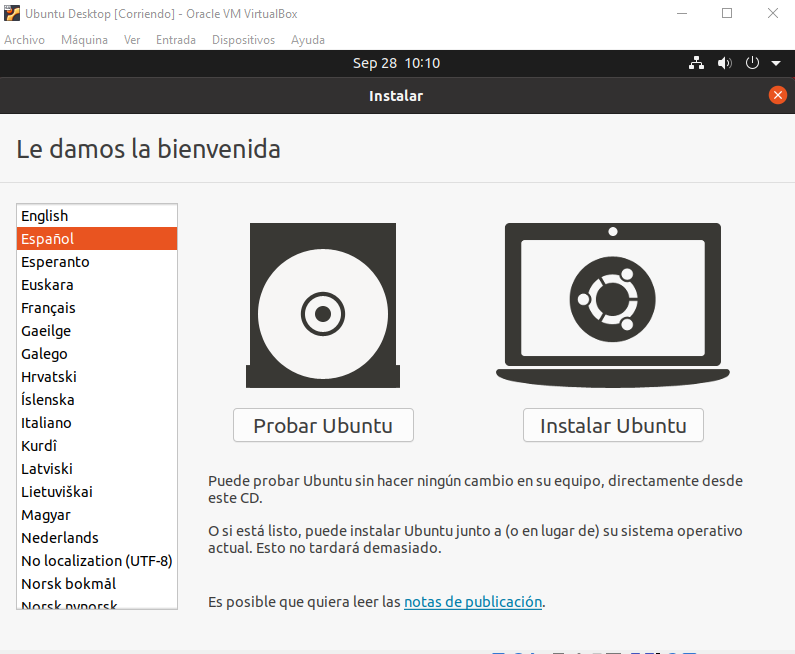 Ubuntu Desktop [Corriendo] - Oracle VM VirtualBox
Archivo Máquina Ver Entrada Dispositivos Ayuda
Sep 28 10:10
Instalar
Le damos la bienvenida
English
Español
Esperanto
Euskara
Français
Gaeilge
Galego
Hrvatski
Íslenska
Italiano
Kurdî
Latviski
Lietuviškai
Magyar
Nederlands
No localization (UTF-8)
Norsk bokmål
Norsk nynorsk
Probar Ubuntu
Instalar Ubuntu
Puede probar Ubuntu sin hacer ningún cambio en su equipo, directamente desde
este CD.
O si está listo, puede instalar Ubuntu junto a (o en lugar de) su sistema operativo
actual. Esto no tardará demasiado.
Es posible que quiera leer las notas de publicación.